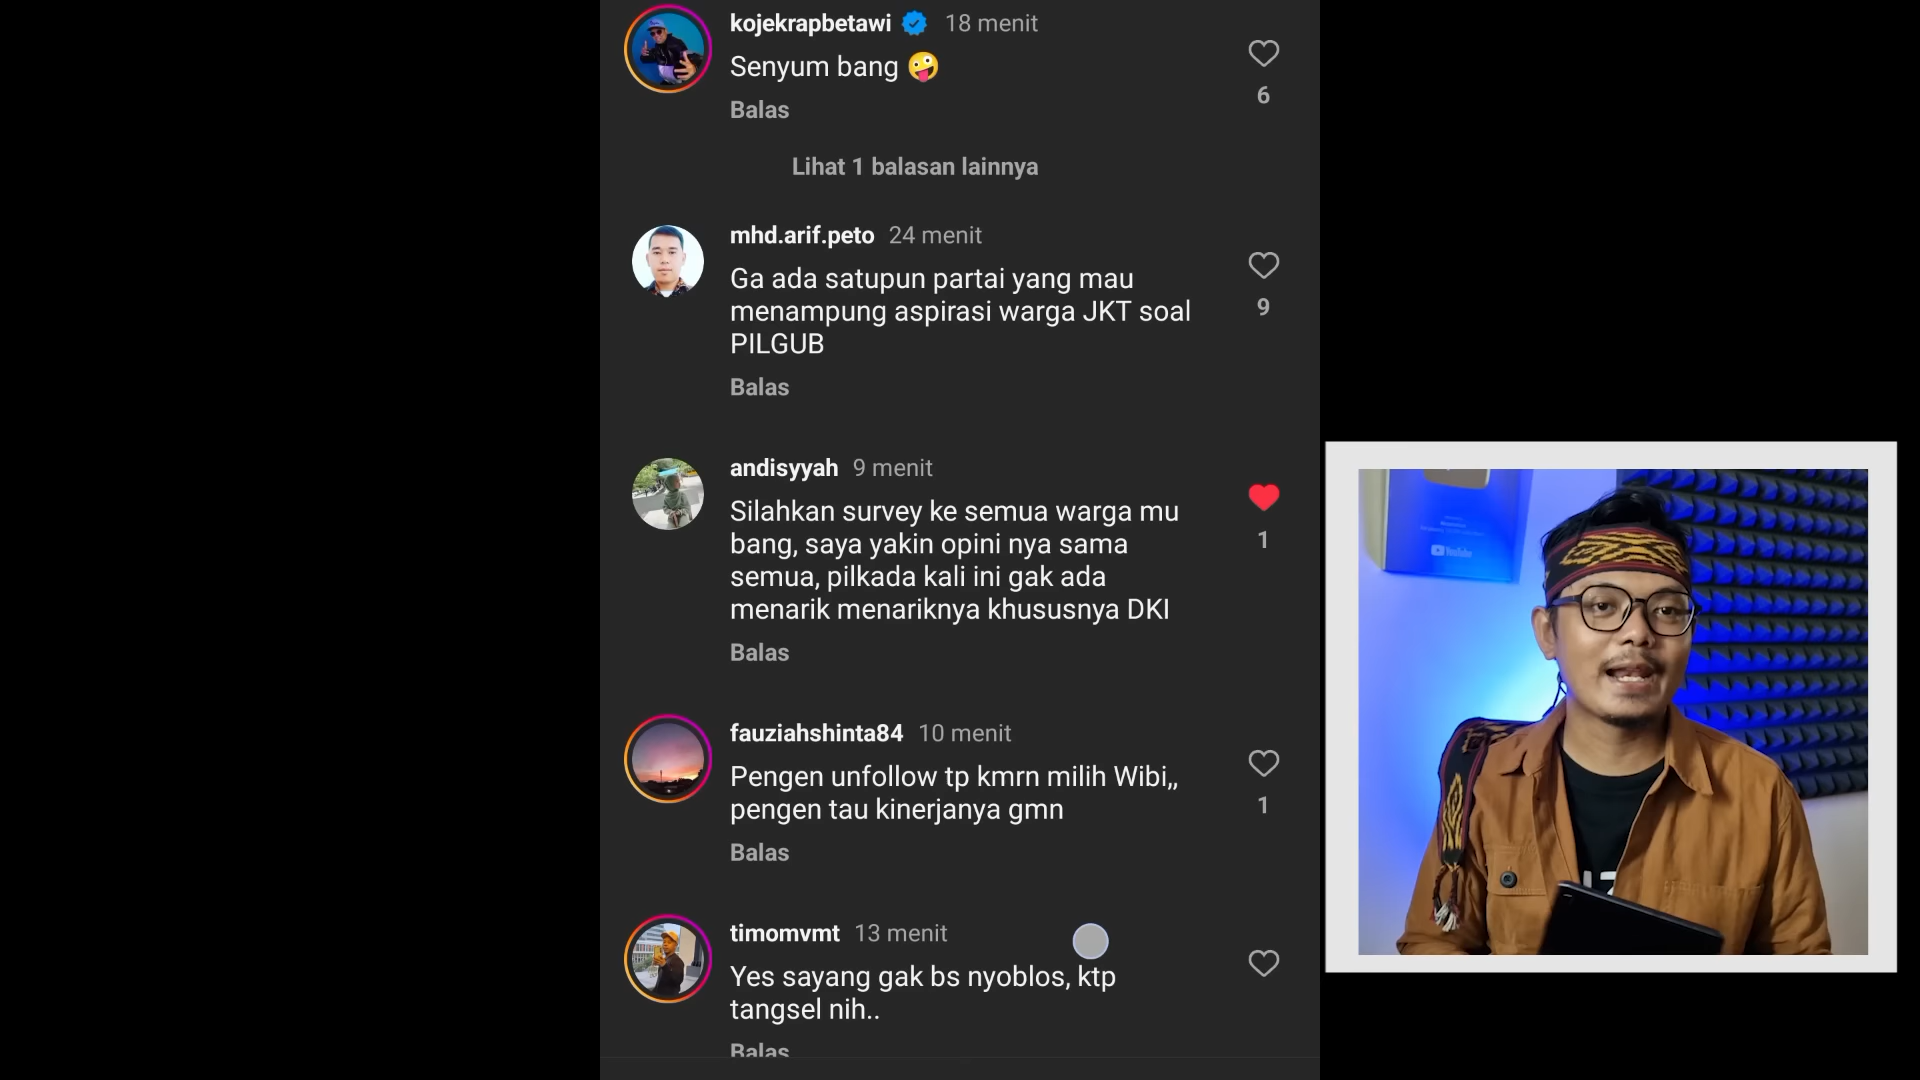 kojekrapbetawi 18 menit
Senyum bang 🤪
6
Balas
Lihat 1 balasan lainnya
mhd.arif.peto 24 menit
Ga ada satupun partai yang mau
menampung aspirasi warga JKT soal
PILGUB
9
Balas
andisyyah 9 menit
Silahkan survey ke semua warga mu
bang, saya yakin opini nya sama
semua, pilkada kali ini gak ada
menarik menariknya khususnya DKI
1
Balas
fauziahshinta84 10 menit
Pengen unfollow tp kmrn milih Wibi,,
pengen tau kinerjanya gmn
1
Balas
timomvmt 13 menit
Yes sayang gak bs nyoblos, ktp
tangsel nih..
Balas
YouTube